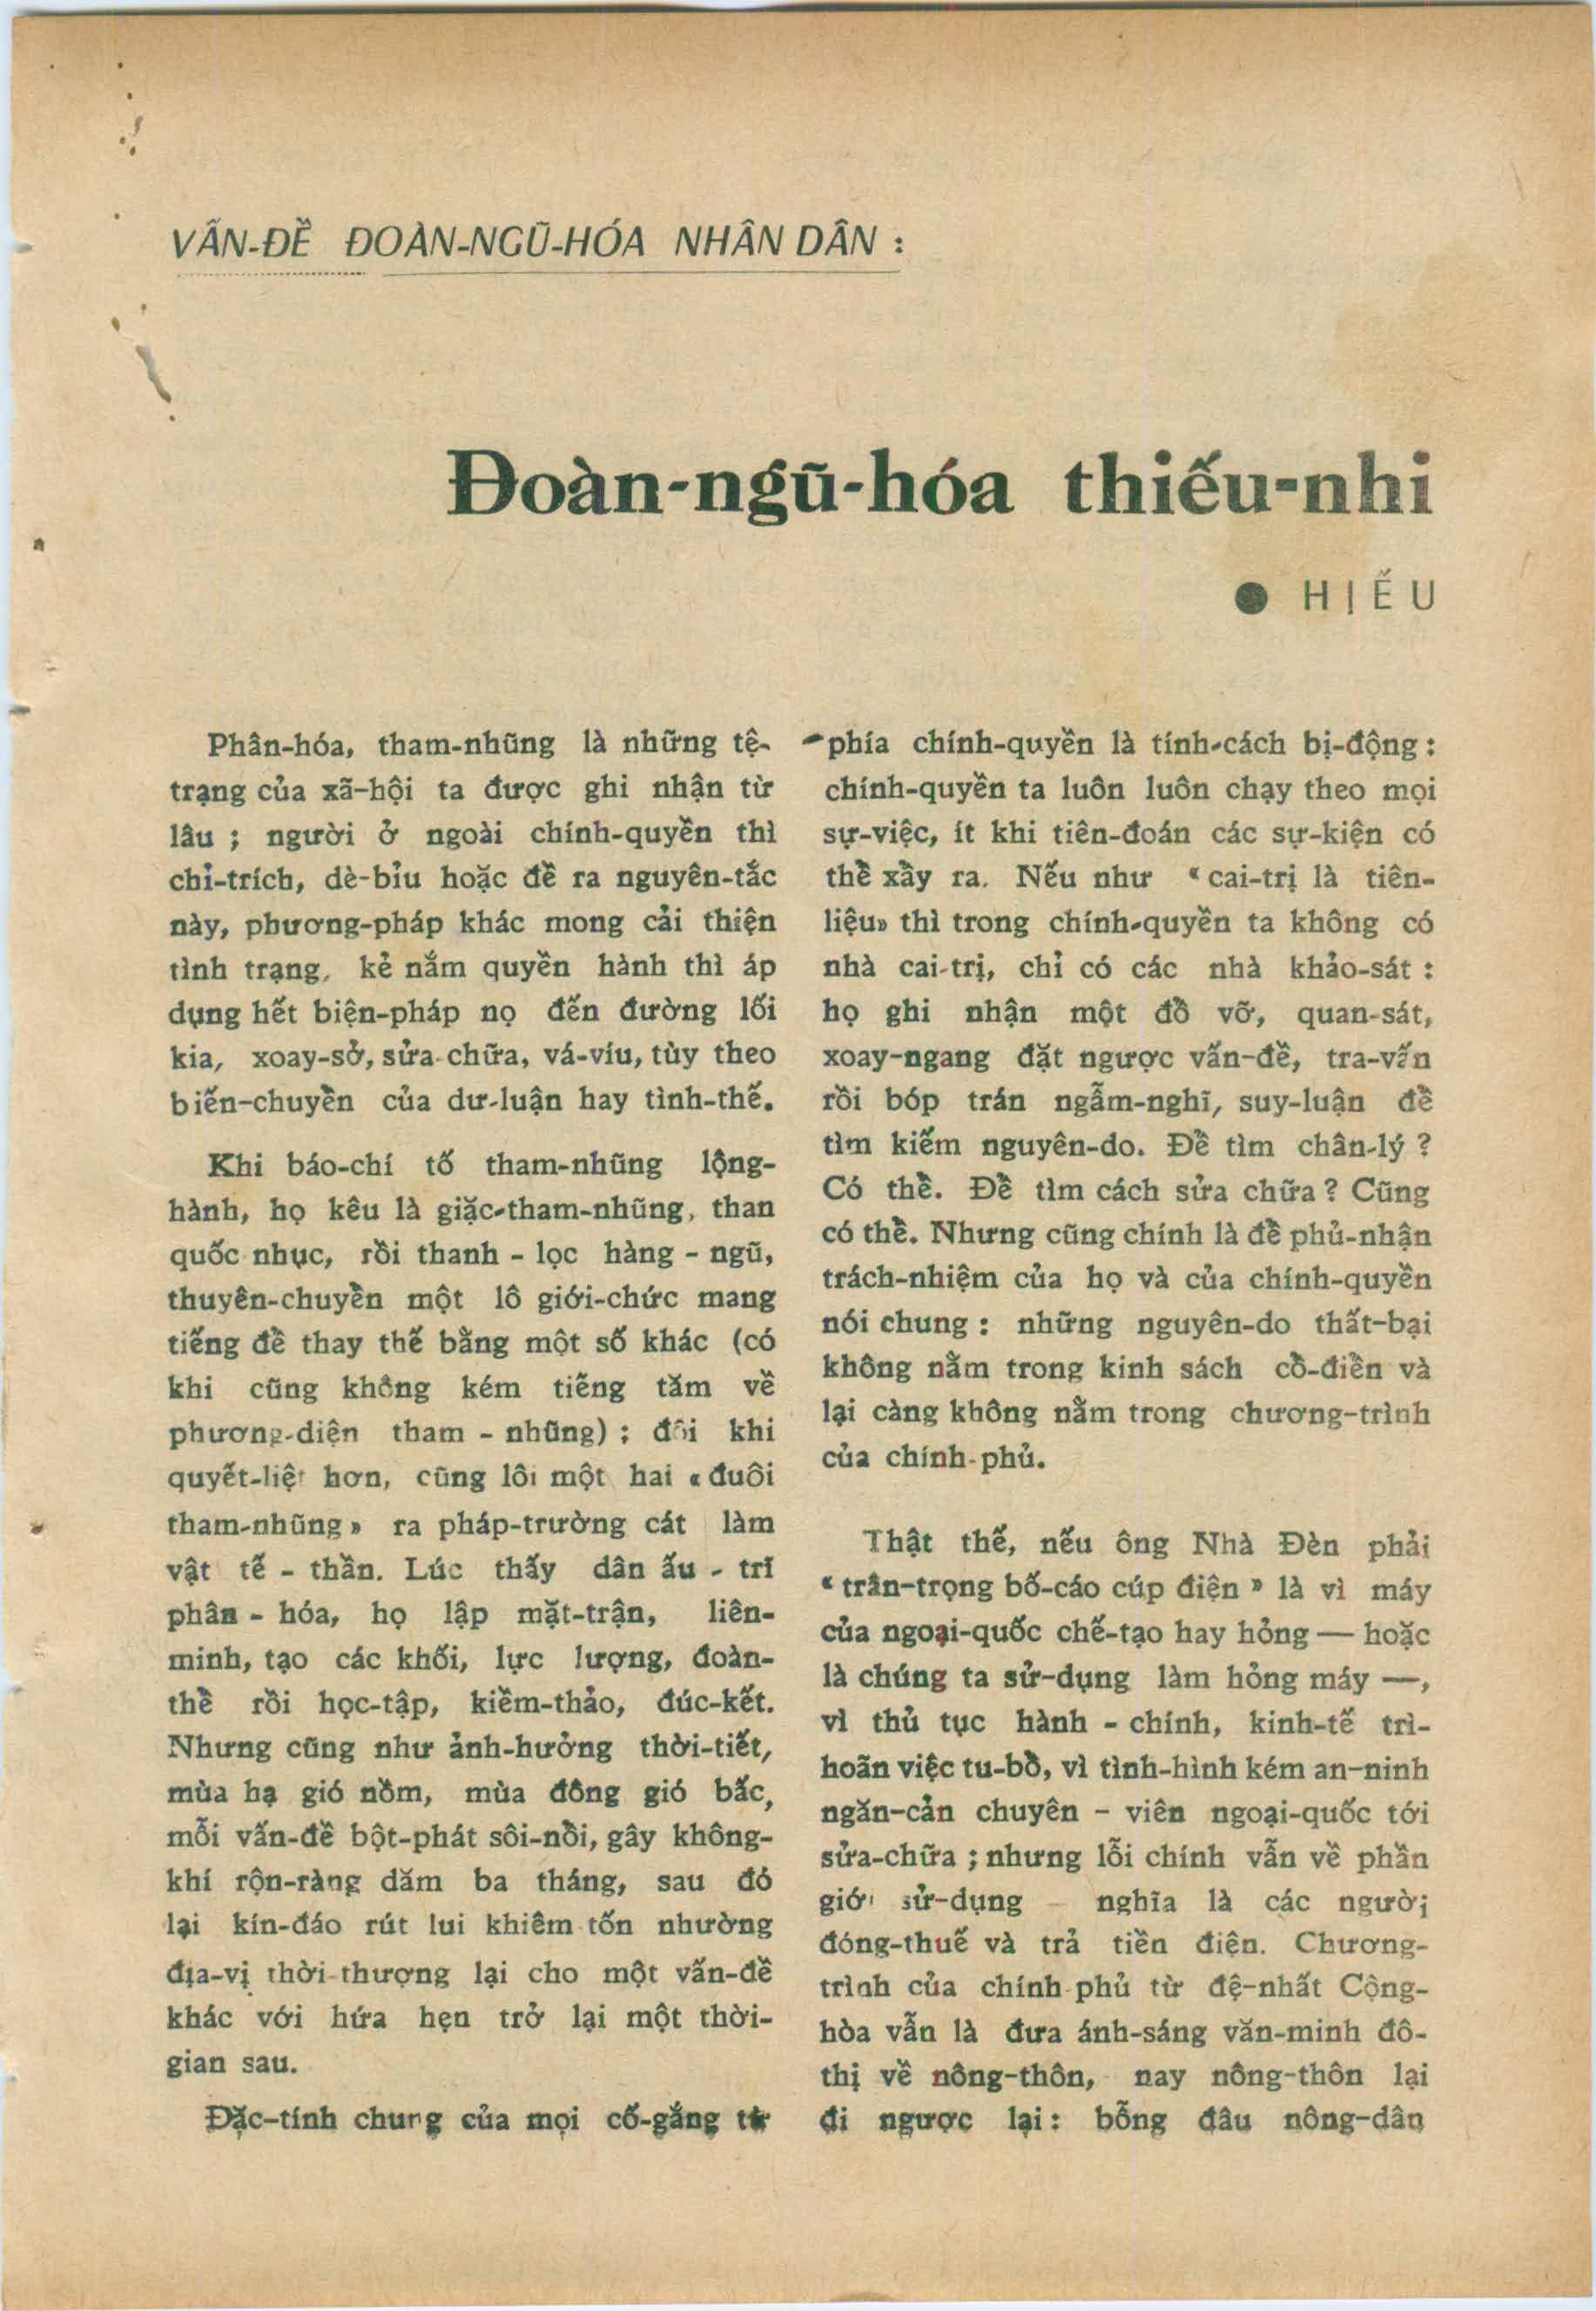 VẤN-ĐỀ ĐOÀN-NGŨ-HÓA NHÂN DÂN :
Đoàn-ngũ-hóa thiếu-nhi
● HIẾU
Phân-hóa, tham-nhũng là những tệ-
trạng của xã-hội ta được ghi nhận từ
lâu ; người ở ngoài chính-quyền thì
chỉ-trích, dè-bỉu hoặc đề ra nguyên-tắc
này, phương-pháp khác mong cải thiện
tình trạng, kẻ nắm quyền hành thì áp
dụng hết biện-pháp nọ đến đường lối
kia, xoay-sở, sửa-chữa, vá-víu, tùy theo
biến-chuyển của dư-luận hay tình-thế.
Khi báo-chí tố tham-nhũng lộng-
hành, họ kêu là giặc-tham-nhũng, than
quốc nhục, rồi thanh - lọc hàng - ngũ,
thuyên-chuyển một lô giới-chức mang
tiếng để thay thế bằng một số khác (có
khi cũng không kém tiếng tăm về
phương-diện tham - nhũng) ; đôi khi
quyết-liệt hơn, cũng lôi một hai « đuôi
tham-nhũng » ra pháp-trường cát làm
vật tế - thần. Lúc thấy dân ấu - trĩ
phân - hóa, họ lập mặt-trận, liên-
minh, tạo các khối, lực lượng, đoàn-
thể rồi học-tập, kiểm-thảo, đúc-kết.
Nhưng cũng như ảnh-hưởng thời-tiết,
mùa hạ gió nồm, mùa đông gió bấc,
mỗi vấn-đề bột-phát sôi-nổi, gây không-
khí rộn-ràng dăm ba tháng, sau đó
lại kín-đáo rút lui khiêm-tốn nhường
địa-vị thời-thượng lại cho một vấn-đề
khác với hứa hẹn trở lại một thời-
gian sau.
Đặc-tính chung của mọi cố-gắng từ
phía chính-quyền là tính-cách bị-động :
chính-quyền ta luôn luôn chạy theo mọi
sự-việc, ít khi tiên-đoán các sự-kiện có
thể xẩy ra. Nếu như « cai-trị là tiên-
liệu» thì trong chính-quyền ta không có
nhà cai-trị, chỉ có các nhà khảo-sát :
họ ghi nhận một đồ vỡ, quan-sát,
xoay-ngang đặt ngược vấn-đề, tra-vấn
rồi bóp trán ngẫm-nghĩ, suy-luận để
tìm kiếm nguyên-do. Để tìm chân-lý ?
Có thể. Để tìm cách sửa chữa ? Cũng
có thể. Nhưng cũng chính là để phủ-nhận
trách-nhiệm của họ và của chính-quyền
nói chung : những nguyên-do thất-bại
không nằm trong kinh sách cổ-điển và
lại càng không nằm trong chương-trình
của chính-phủ.
Thật thế, nếu ông Nhà Đèn phải
« trân-trọng bố-cáo cúp điện » là vì máy
của ngoại-quốc chế-tạo hay hỏng — hoặc
là chúng ta sử-dụng làm hỏng máy —,
vì thủ tục hành - chính, kinh-tế trì-
hoãn việc tu-bổ, vì tình-hình kém an-ninh
ngăn-cản chuyên - viên ngoại-quốc tới
sửa-chữa ; nhưng lỗi chính vẫn về phần
giới sử-dụng – nghĩa là các người
đóng-thuế và trả tiền điện. Chương-
trình của chính-phủ từ đệ-nhất Cộng-
hòa vẫn là đưa ánh-sáng văn-minh đô-
thị về nông-thôn, nay nông-thôn lại
đi ngược lại : bỗng đâu nông-dân